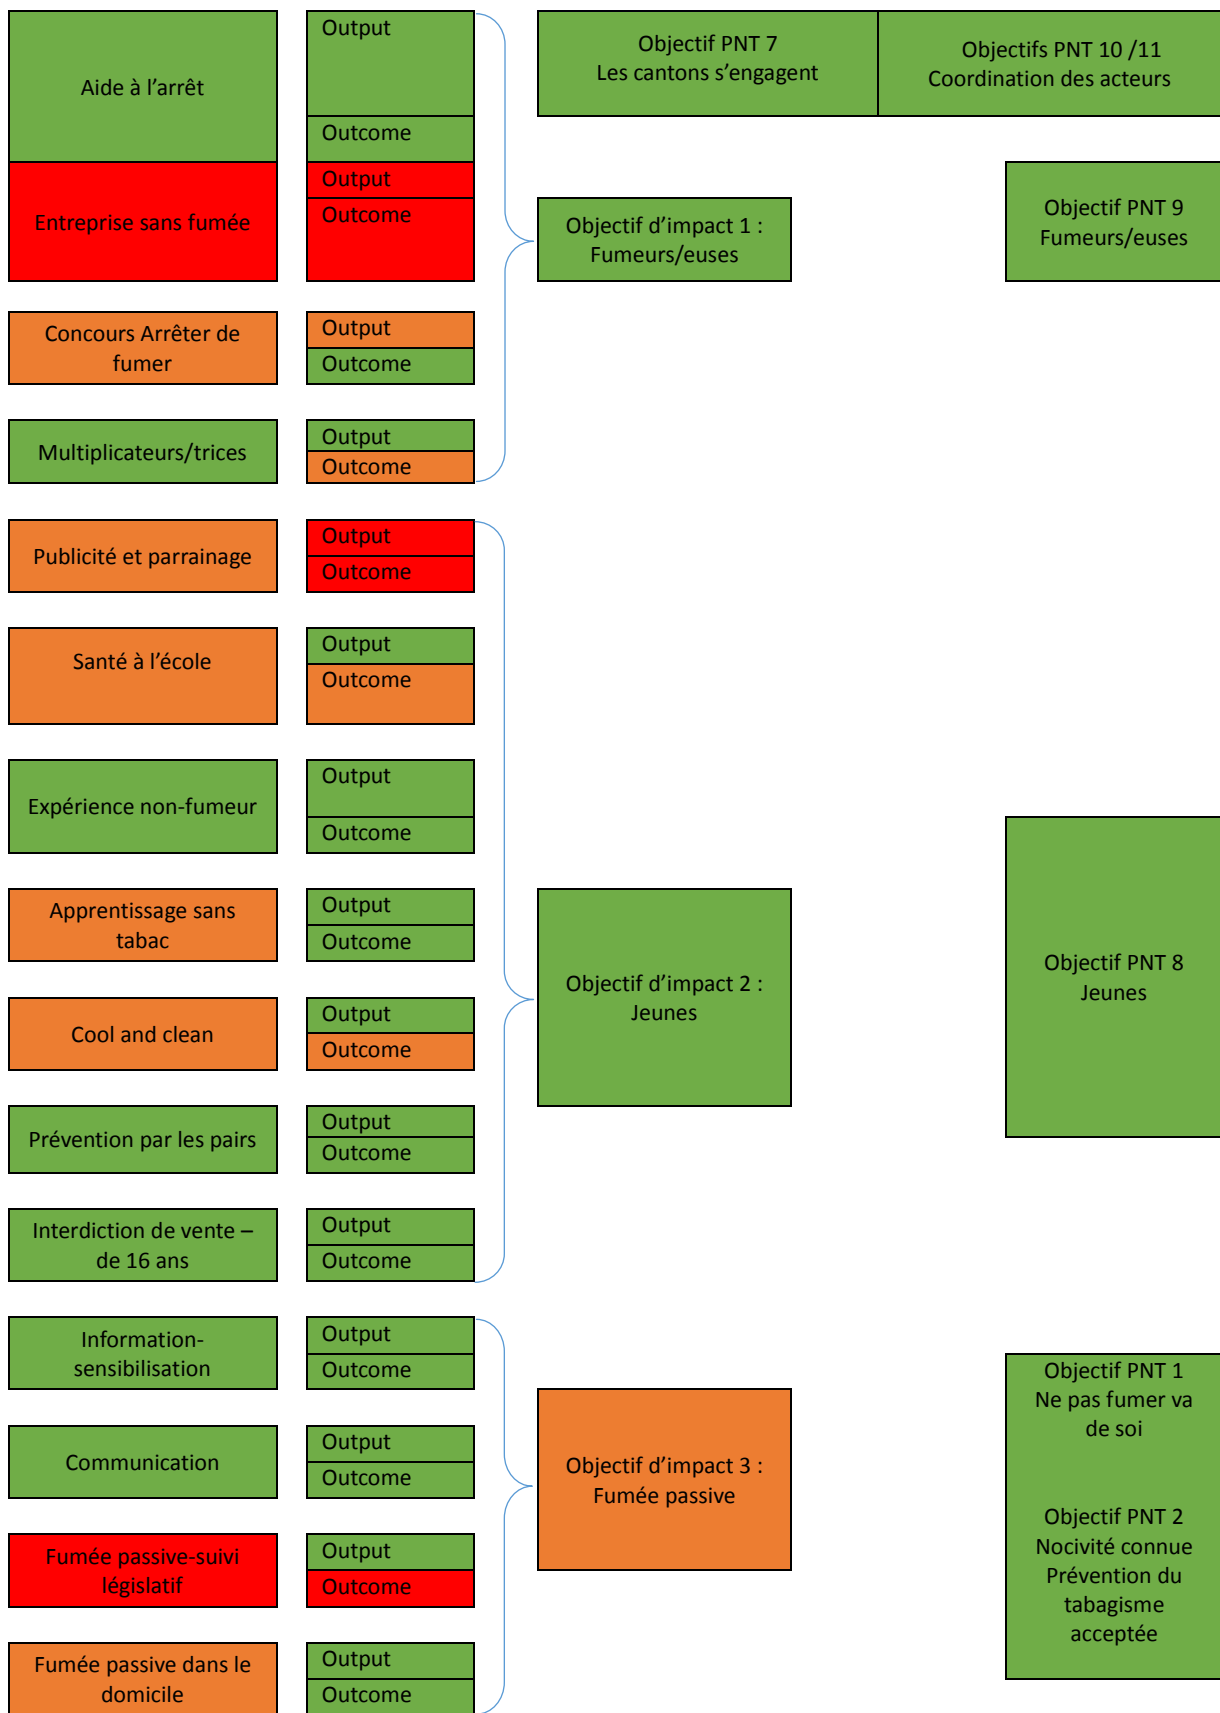 Output
Objectif PNT 7
Les cantons s’engagent
Objectifs PNT 10 /11
Coordination des acteurs
Aide à l’arrêt
Outcome
Output
Entreprise sans fumée
Outcome
Objectif d’impact 1 :
Fumeurs/euses
Objectif PNT 9
Fumeurs/euses
Concours Arrêter de
fumer
Output
Outcome
Multiplicateurs/trices
Output
Outcome
Publicité et parrainage
Output
Outcome
Santé à l’école
Output
Outcome
Expérience non-fumeur
Output
Outcome
Apprentissage sans
tabac
Output
Outcome
Objectif d’impact 2 :
Jeunes
Objectif PNT 8
Jeunes
Cool and clean
Output
Outcome
Prévention par les pairs
Output
Outcome
Interdiction de vente –
de 16 ans
Output
Outcome
Information-
sensibilisation
Output
Outcome
Objectif PNT 1
Ne pas fumer va
de soi
Communication
Output
Outcome
Objectif d’impact 3 :
Fumée passive
Objectif PNT 2
Nocivité connue
Prévention du
tabagisme
acceptée
Fumée passive-suivi
législatif
Output
Outcome
Fumée passive dans le
domicile
Output
Outcome